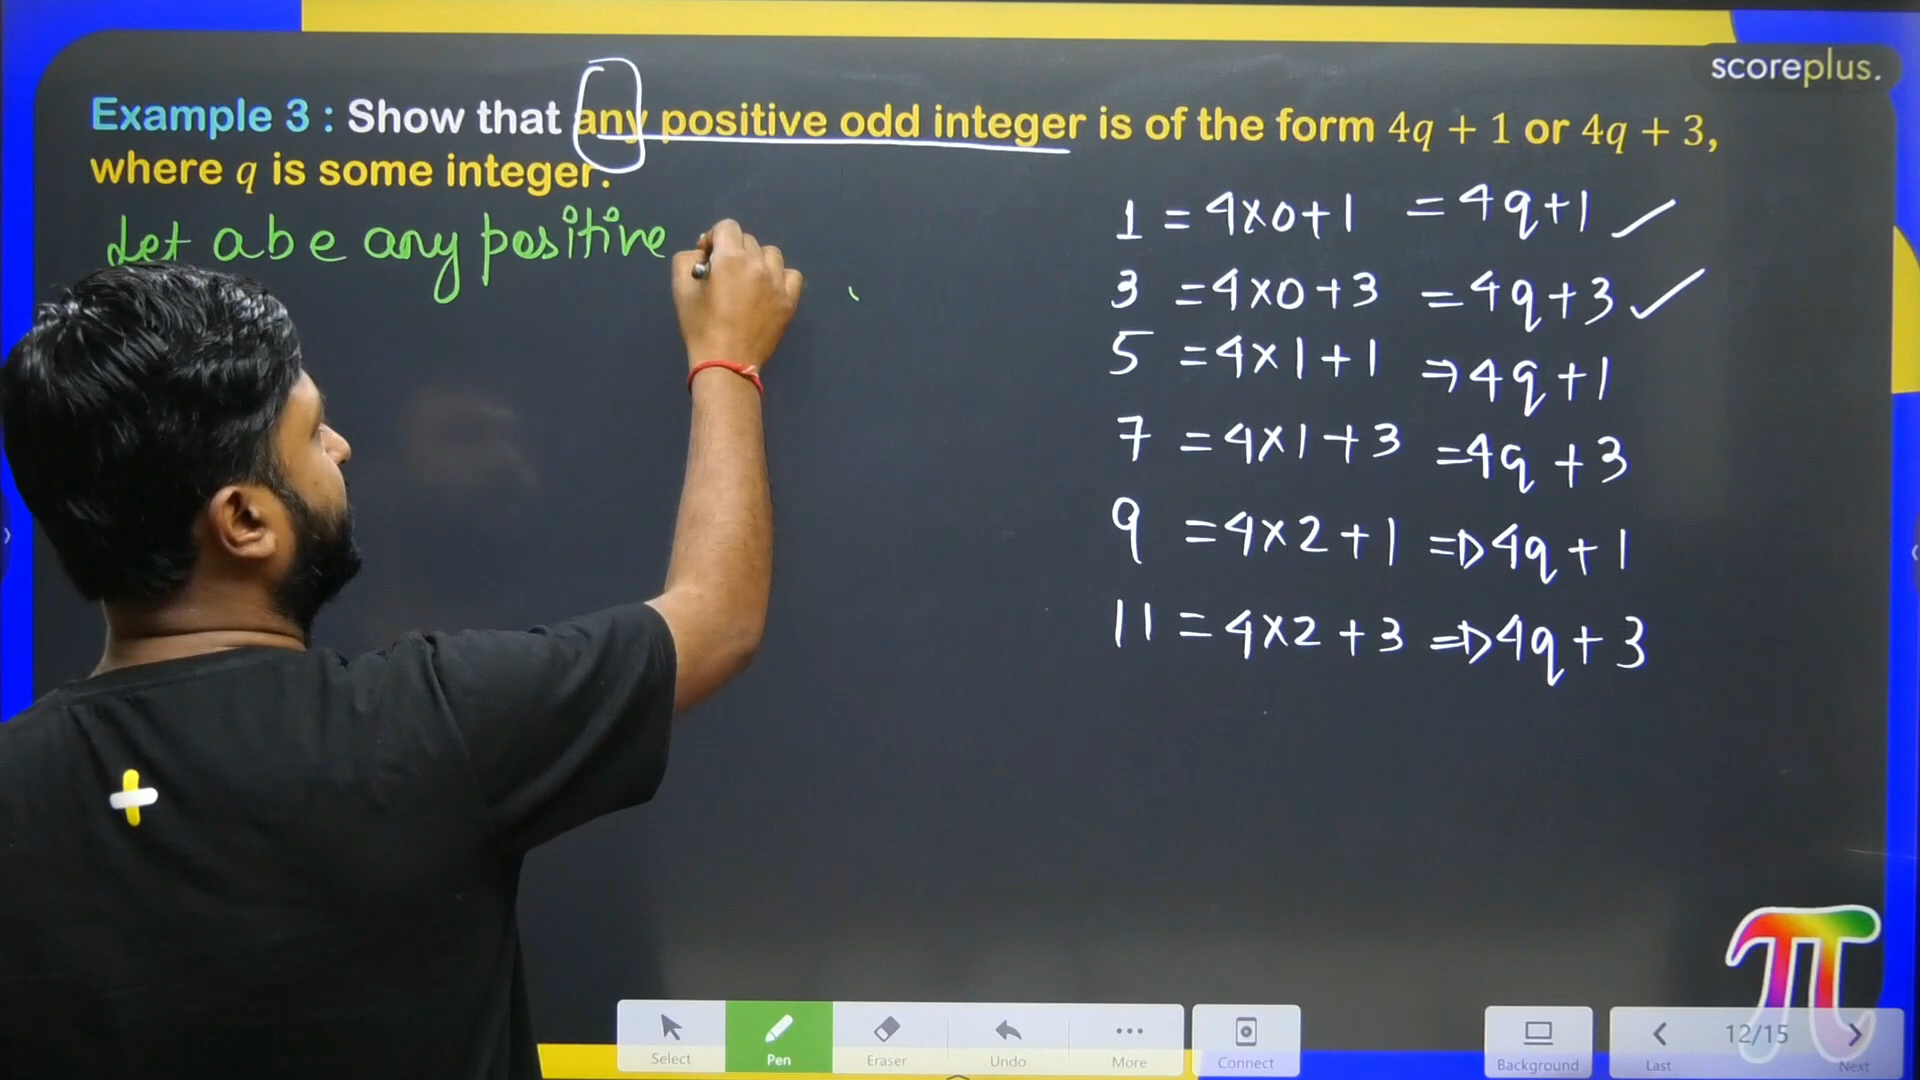 scoreplus.
Example 3 : Show that any positive odd integer is of the form 4q + 1 or 4q + 3,
where q is some integer.
Let a be any positive
1 = 4×0+1 = 4q+1 ✓
3 = 4×0+3 = 4q+3 ✓
5 = 4×1+1 ⇒ 4q+1
7 = 4×1+3 = 4q+3
9 = 4×2+1 ⇒ 4q+1
11 = 4×2+3 ⇒ 4q+3
Select Pen Eraser Undo More Connect Background Last 12/15 Next